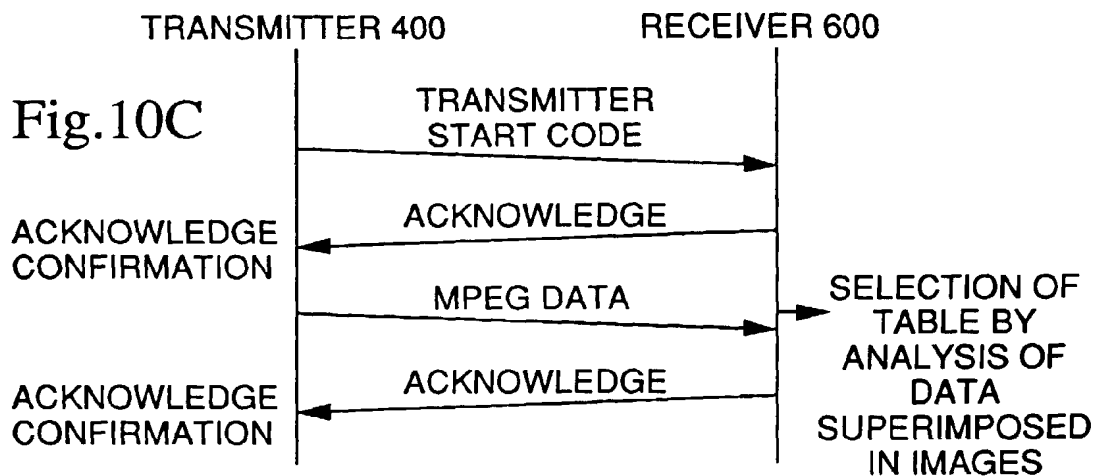 TRANSMITTER 400
RECEIVER 600
Fig.10C
TRANSMITTER
START CODE
ACKNOWLEDGE
ACKNOWLEDGE
CONFIRMATION
MPEG DATA
SELECTION OF
TABLE BY
ANALYSIS OF
DATA
SUPERIMPOSED
IN IMAGES
ACKNOWLEDGE
ACKNOWLEDGE
CONFIRMATION